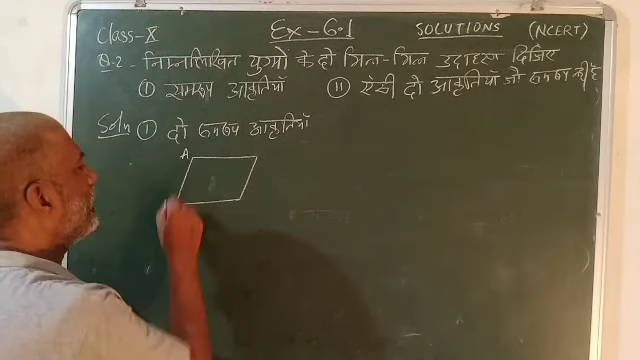 Class-X Ex-6.1 SOLUTIONS (NCERT)
Q.2- निम्नलिखित युग्मों के दो भिन्न-भिन्न उदाहरण दिजिए
(I) समरूप आकृतियाँ (II) ऐसी दो आकृतियाँ जो समरूप नहीं है
Soln (I) दो समरूप आकृतियाँ
A